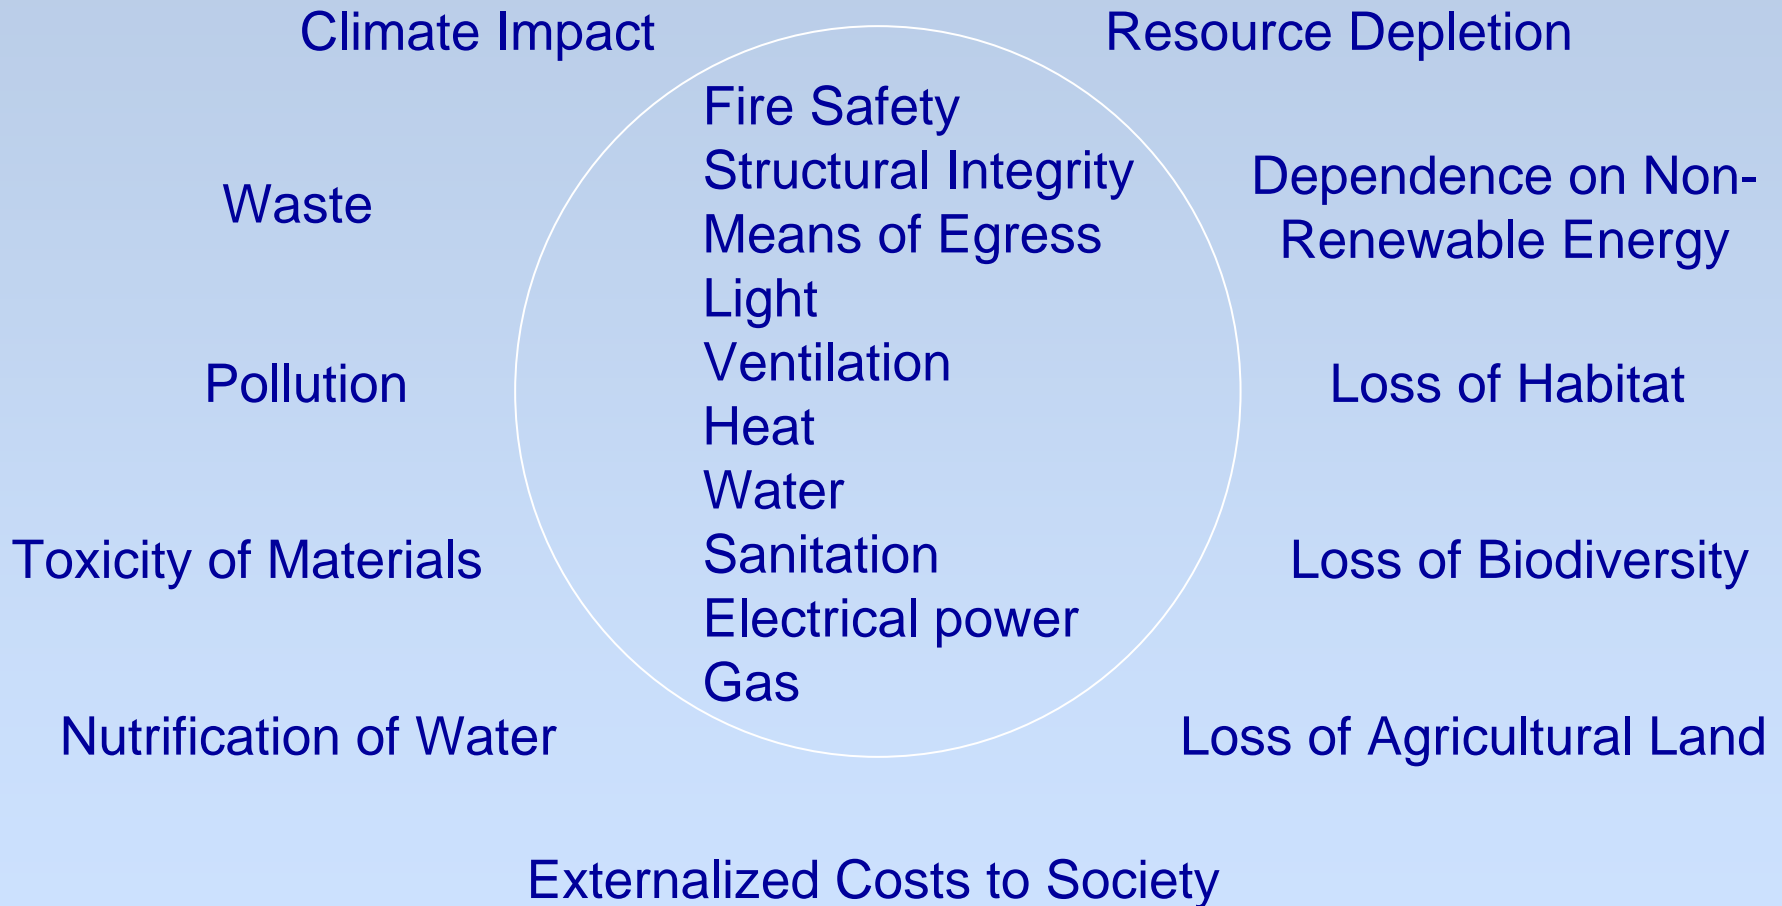 Climate Impact
Resource Depletion
Fire Safety
Structural Integrity
Means of Egress
Light
Ventilation
Heat
Water
Sanitation
Electrical power
Gas
Waste
Pollution
Toxicity of Materials
Nutrification of Water
Dependence on Non-
Renewable Energy
Loss of Habitat
Loss of Biodiversity
Loss of Agricultural Land
Externalized Costs to Society